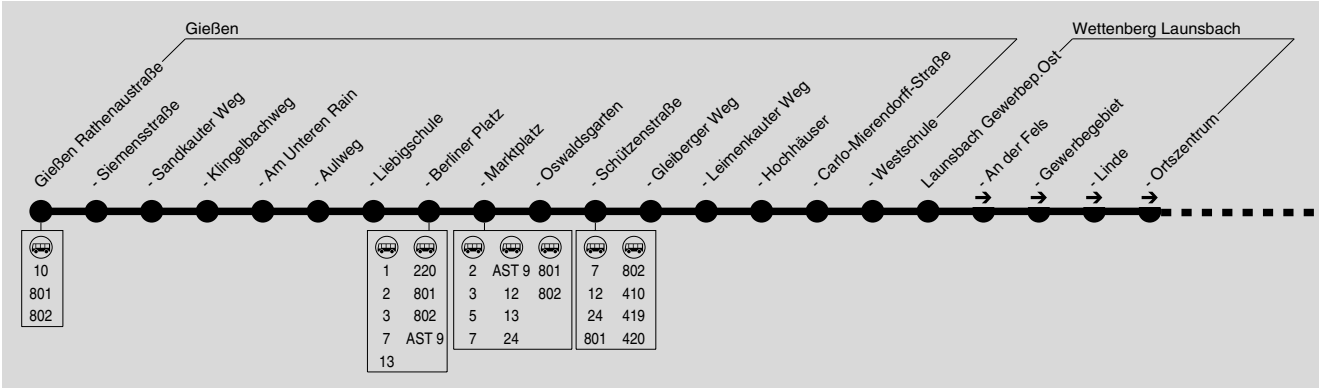 Gießen
Wettenberg Launsbach
Gießen Rathenaustraße
- Siemensstraße
- Sandkauter Weg
- Klingelbachweg
- Am Unteren Rain
- Aulweg
- Liebigschule
- Berliner Platz
- Marktplatz
- Oswaldsgarten
- Schützenstraße
- Gleiberger Weg
- Leimenkauter Weg
- Hochhäuser
- Carlo-Mierendorff-Straße
- Westschule
Launsbach Gewerbep.Ost
- An der Fels
- Gewerbegebiet
- Linde
- Ortszentrum
10
801
802
1 220
2 801
3 802
7 AST 9
13
2 AST 9 801
3 12 802
5 13
7 24
7 802
12 410
24 419
801 420